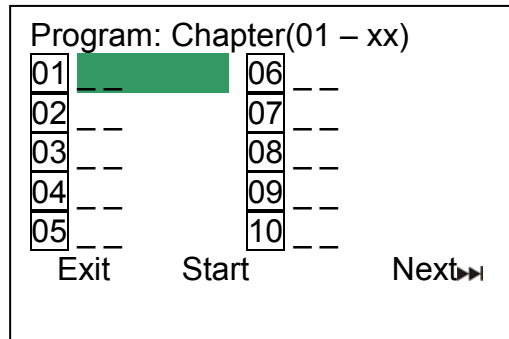 Program: Chapter(01 – xx)
01 _ _ 06 _ _
02 _ _ 07 _ _
03 _ _ 08 _ _
04 _ _ 09 _ _
05 _ _ 10 _ _
Exit Start Next⏭